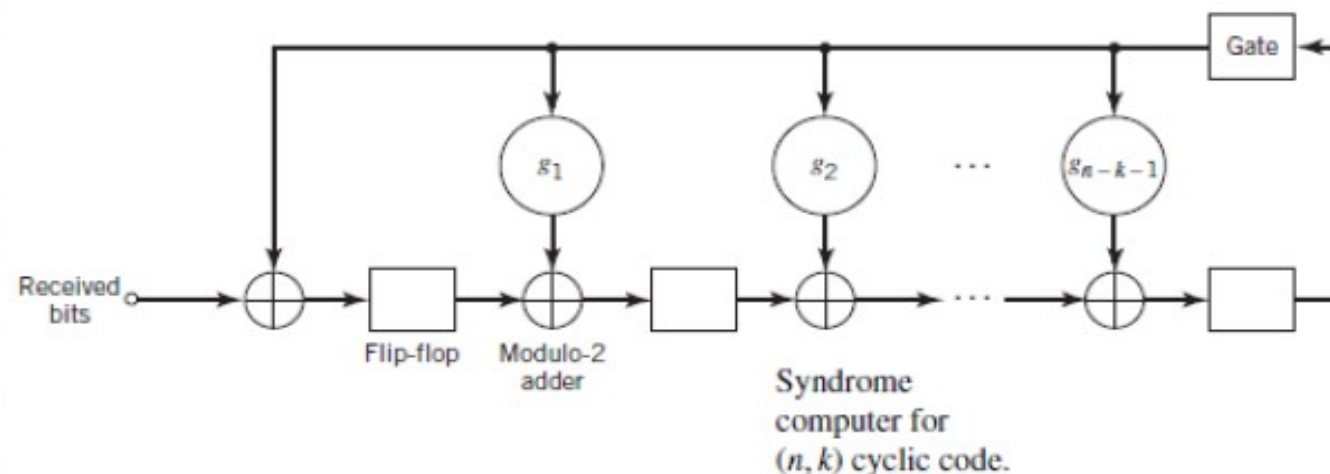 Gate
g₁
g₂
. . .
gₙ₋ₖ₋₁
Received
bits
. . .
Flip-flop
Modulo-2
adder
Syndrome
computer for
(n, k) cyclic code.